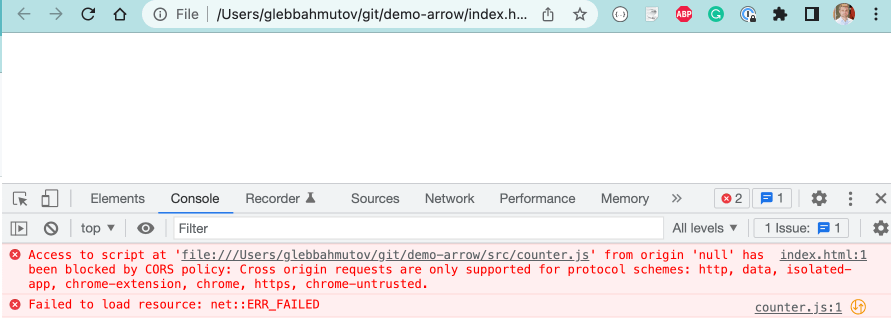 File /Users/glebbahmutov/git/demo-arrow/index.h... ABP
Elements Console Recorder Sources Network Performance Memory 2 1
top Filter All levels 1 Issue: 1
Access to script at 'file:///Users/glebbahmutov/git/demo-arrow/src/counter.js' from origin 'null' has index.html:1
been blocked by CORS policy: Cross origin requests are only supported for protocol schemes: http, data, isolated-
app, chrome-extension, chrome, https, chrome-untrusted.
Failed to load resource: net::ERR_FAILED counter.js:1